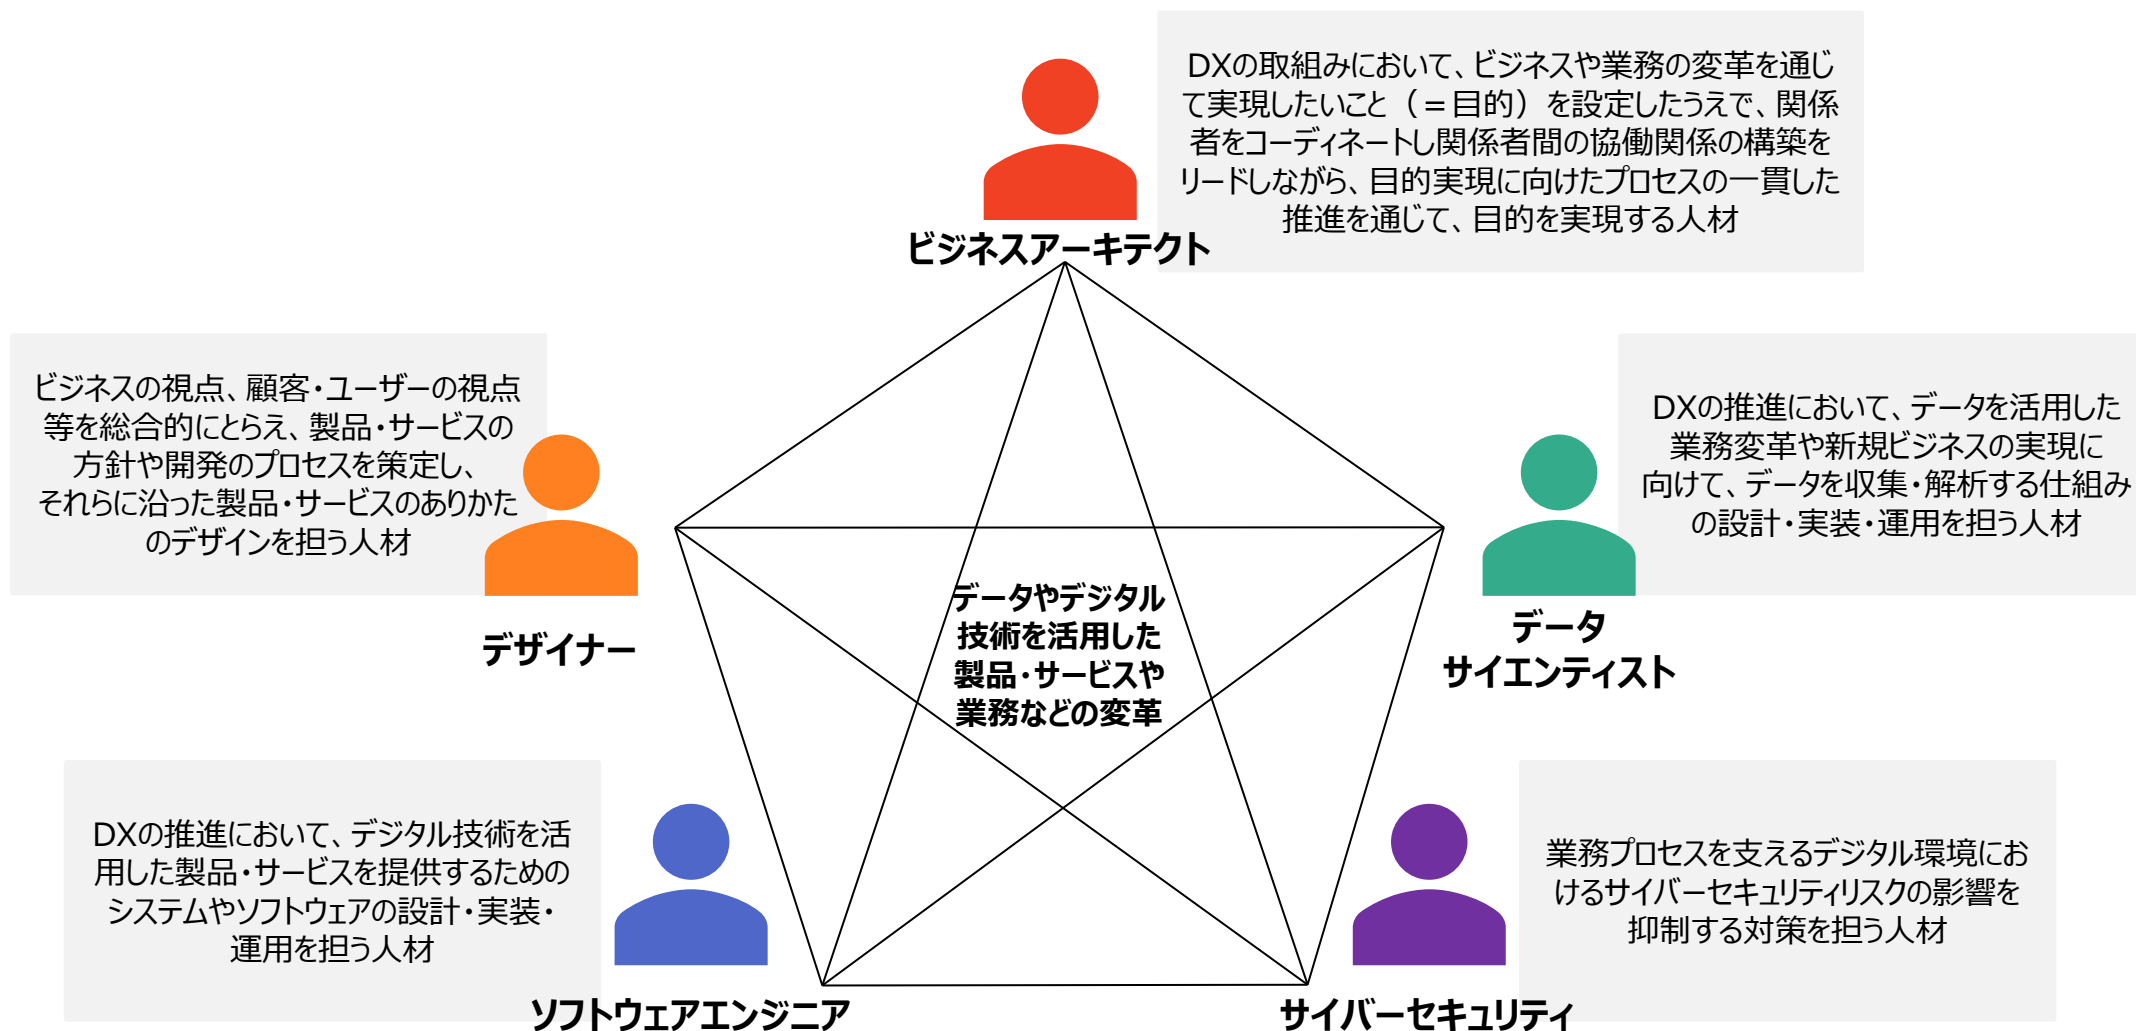 DXの取組みにおいて、ビジネスや業務の変革を通じ
て実現したいこと（=目的）を設定したうえで、関係
者をコーディネートし関係者間の協働関係の構築を
リードしながら、目的実現に向けたプロセスの一貫した
推進を通じて、目的を実現する人材
ビジネスアーキテクト
ビジネスの視点、顧客・ユーザーの視点
等を総合的にとらえ、製品・サービスの
方針や開発のプロセスを策定し、
それらに沿った製品・サービスのありかた
のデザインを担う人材
デザイナー
DXの推進において、データを活用した
業務変革や新規ビジネスの実現に
向けて、データを収集・解析する仕組み
の設計・実装・運用を担う人材
データ
サイエンティスト
データやデジタル
技術を活用した
製品・サービスや
業務などの変革
DXの推進において、デジタル技術を活
用した製品・サービスを提供するための
システムやソフトウェアの設計・実装・
運用を担う人材
ソフトウェアエンジニア
業務プロセスを支えるデジタル環境にお
けるサイバーセキュリティリスクの影響を
抑制する対策を担う人材
サイバーセキュリティ